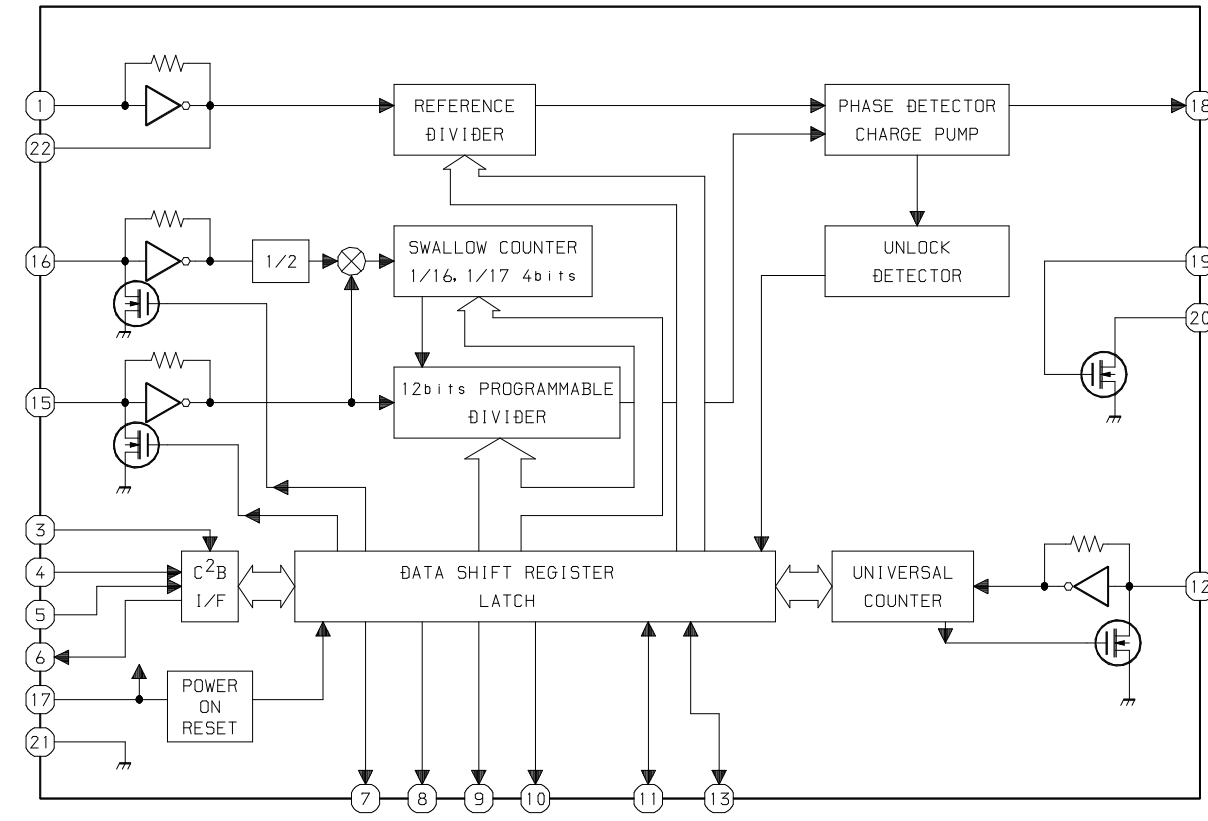 1
REFERENCE
DIVIDER
PHASE DETECTOR
CHARGE PUMP
18
22
16
1/2
SWALLOW COUNTER
1/16, 1/17 4bits
UNLOCK
DETECTOR
19
20
15
12bits PROGRAMMABLE
DIVIDER
3
4
5
6
C2B
I/F
DATA SHIFT REGISTER
LATCH
UNIVERSAL
COUNTER
12
17
POWER
ON
RESET
21
7
8
9
10
11
13